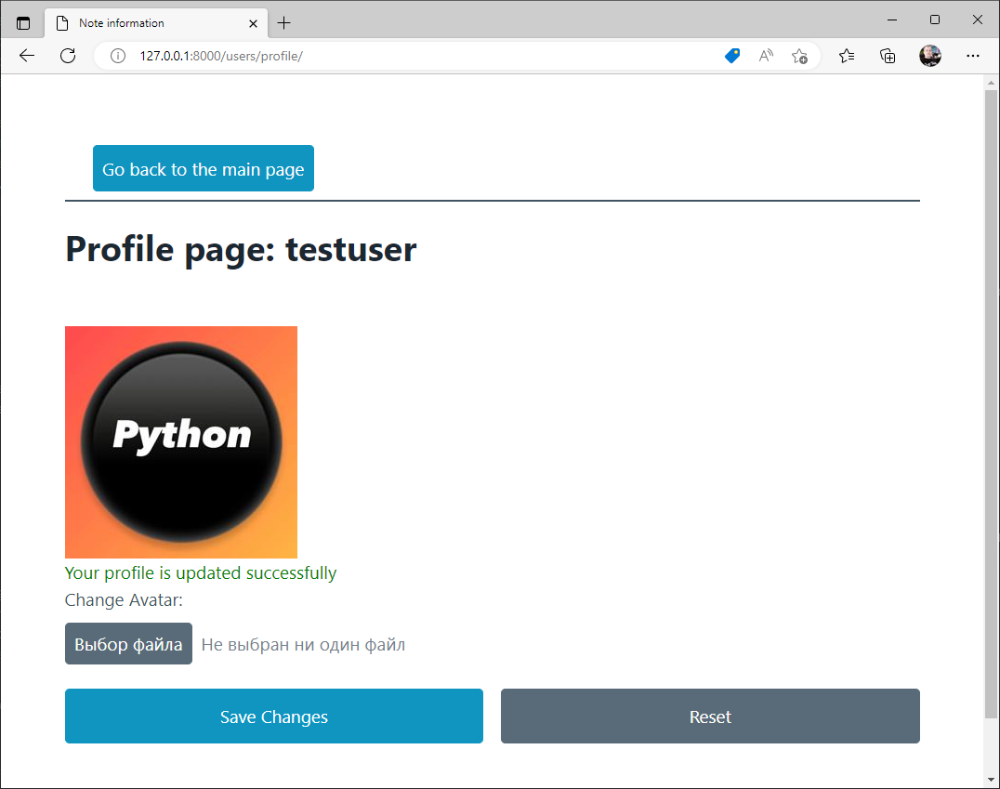 Note information
127.0.0.1:8000/users/profile/
Go back to the main page
Profile page: testuser
Python
Your profile is updated successfully
Change Avatar:
Выбор файла Не выбран ни один файл
Save Changes Reset